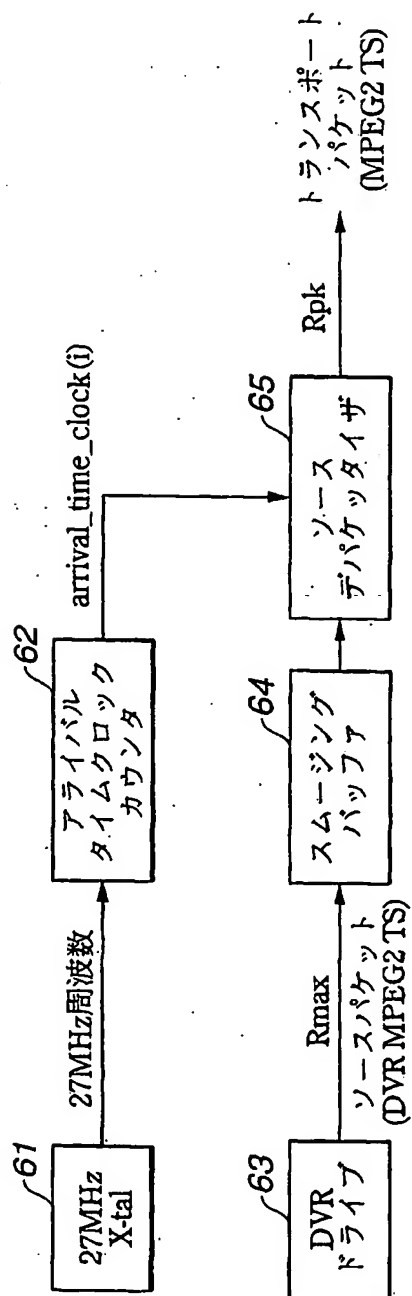 61
27MHz
X-tal
27MHz周波数
62
アライバル
タイムクロック
カウンタ
arrival_time_clock(i)
63
DVR
ドライブ
Rmax
ソースパケット
(DVR MPEG2 TS)
64
スムージング
バッファ
65
ソース
デパケッタイザ
Rpk
トランスポート
パケット
(MPEG2 TS)